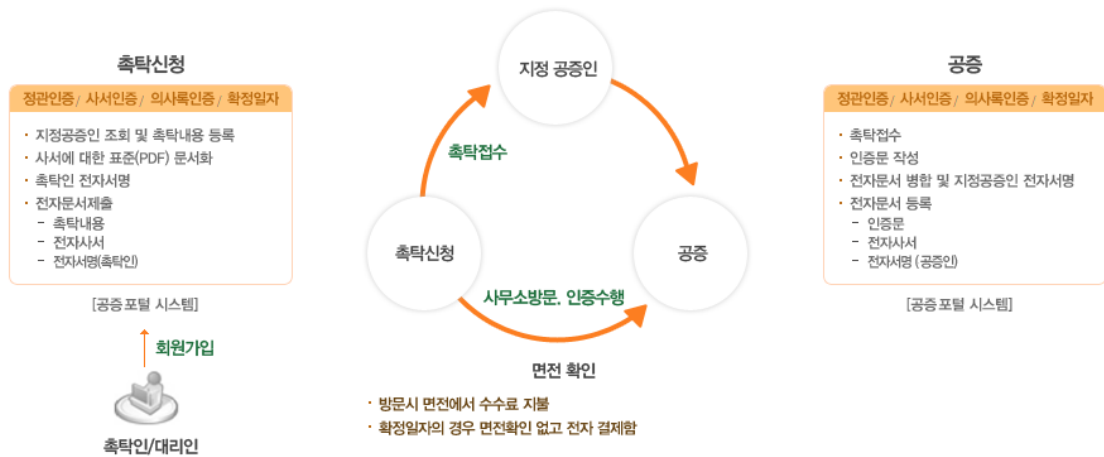 촉탁신청
정관인증/ 사서인증/ 의사록인증/ 확정일자
· 지정공증인 조회 및 촉탁내용 등록
· 사서에 대한 표준(PDF) 문서화
· 촉탁인 전자서명
· 전자문서제출
- 촉탁내용
- 전자사서
- 전자서명(촉탁인)
[공증포털 시스템]
회원가입
촉탁인/대리인
지정 공증인
촉탁접수
촉탁신청
공증
사무소방문. 인증수행
면전 확인
· 방문시 면전에서 수수료 지불
· 확정일자의 경우 면전확인 없고 전자 결제함
공증
정관인증/ 사서인증/ 의사록인증/ 확정일자
· 촉탁접수
· 인증문 작성
· 전자문서 병합 및 지정공증인 전자서명
· 전자문서 등록
- 인증문
- 전자사서
- 전자서명 (공증인)
[공증포털 시스템]